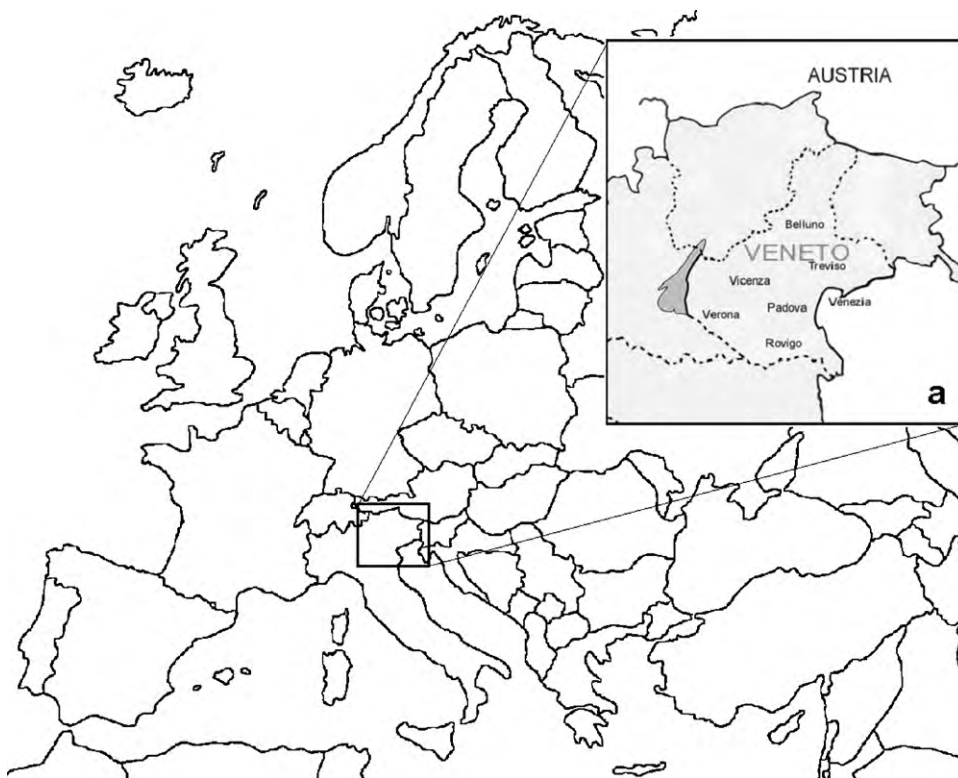 AUSTRIA
Belluno
VENETO
Treviso
Vicenza
Padova
Venezia
Verona
Rovigo
a